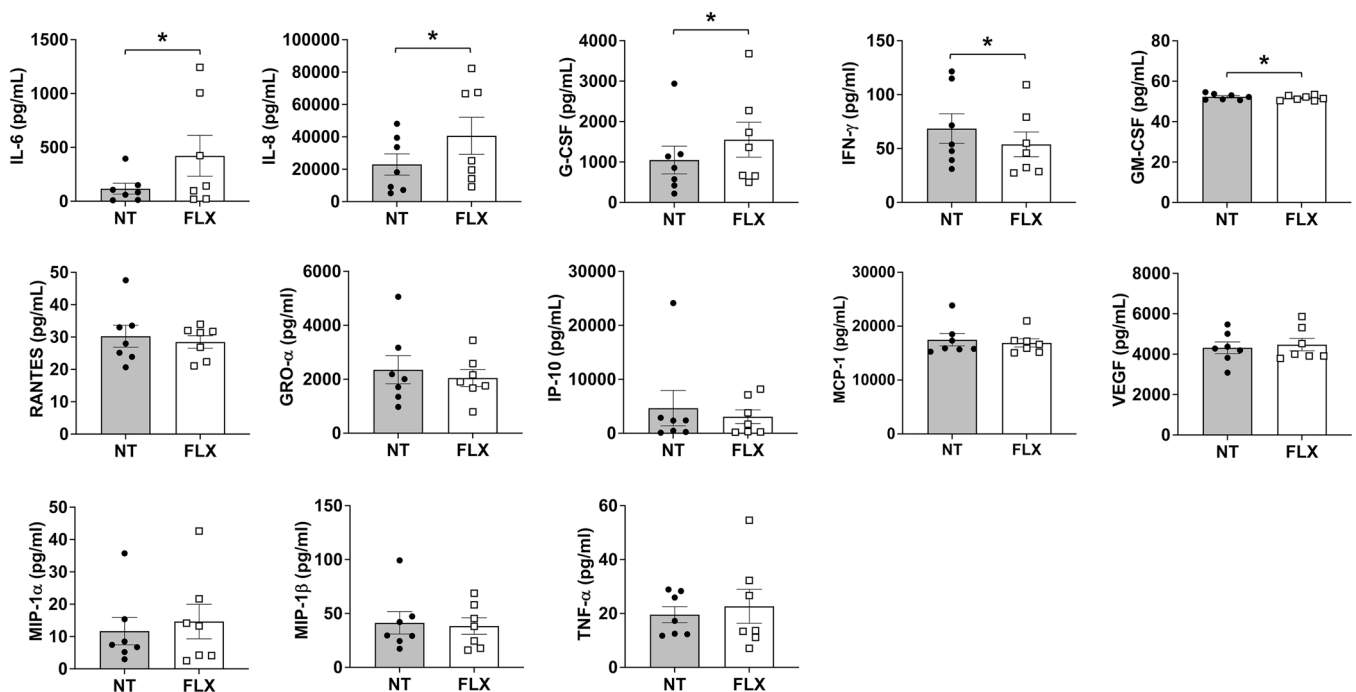 IL-6 (pg/mL)
1500
1000
500
0
*
NT FLX
IL-8 (pg/mL)
100000
80000
60000
40000
20000
0
*
NT FLX
G-CSF (pg/mL)
4000
3000
2000
1000
0
*
NT FLX
IFN-γ (pg/ml)
150
100
50
0
*
NT FLX
GM-CSF (pg/mL)
80
60
40
20
0
*
NT FLX
RANTES (pg/mL)
50
40
30
20
10
0
NT FLX
GRO-α (pg/ml)
6000
4000
2000
0
NT FLX
IP-10 (pg/mL)
30000
20000
10000
0
NT FLX
MCP-1 (pg/mL)
30000
20000
10000
0
NT FLX
VEGF (pg/mL)
8000
6000
4000
2000
0
NT FLX
MIP-1α (pg/ml)
50
40
30
20
10
0
NT FLX
MIP-1β (pg/ml)
150
100
50
0
NT FLX
TNF-α (pg/ml)
60
40
20
0
NT FLX